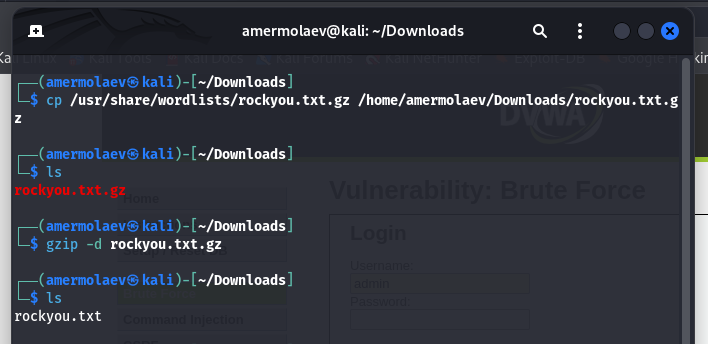 amermolaev@kali: ~/Downloads
┌──(amermolaev㉿kali)-[~/Downloads]
└─$ cp /usr/share/wordlists/rockyou.txt.gz /home/amermolaev/Downloads/rockyou.txt.g
z
┌──(amermolaev㉿kali)-[~/Downloads]
└─$ ls
rockyou.txt.gz
┌──(amermolaev㉿kali)-[~/Downloads]
└─$ gzip -d rockyou.txt.gz
┌──(amermolaev㉿kali)-[~/Downloads]
└─$ ls
rockyou.txt
Kali Linux Kali Tools Kali Docs Kali Forums Kali NetHunter Exploit-DB Google Hacking
DVWA
Home
Vulnerability: Brute Force
Login
Username:
admin
Password:
Command Injection